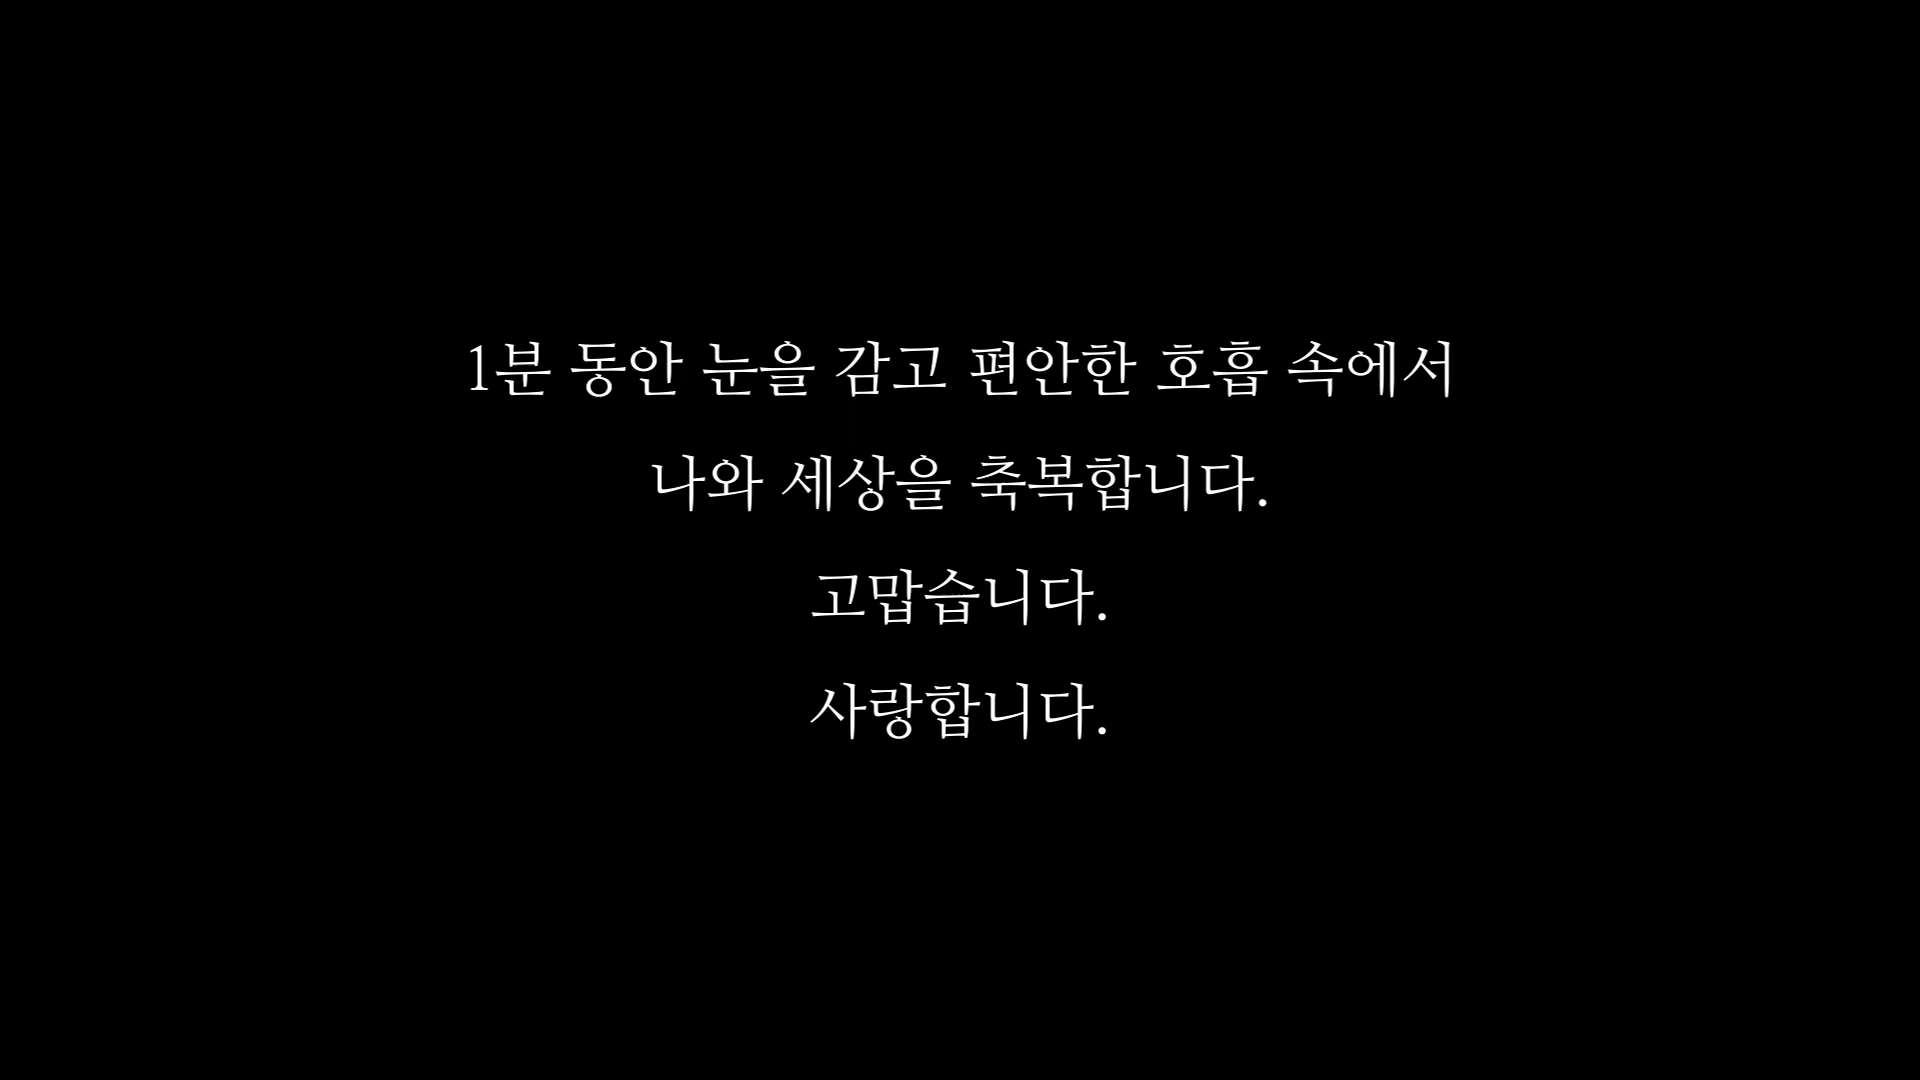 1분 동안 눈을 감고 편안한 호흡 속에서
나와 세상을 축복합니다.
고맙습니다.
사랑합니다.